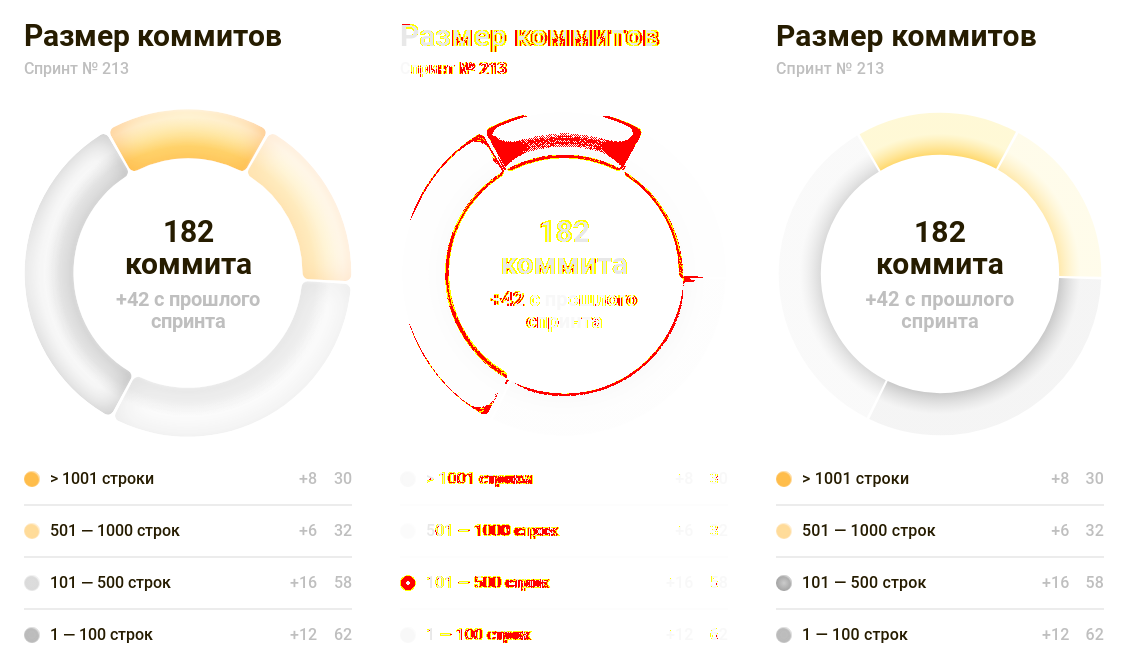 Размер коммитов
Спринт № 213
182
коммита
+42 с прошлого
спринта
> 1001 строки +8 30
501 — 1000 строк +6 32
101 — 500 строк +16 58
1 — 100 строк +12 62
Размер коммитов
Спринт № 213
182
коммита
+42 с прошлого
спринта
> 1001 строки +8 30
501 — 1000 строк +6 32
101 — 500 строк +16 58
1 — 100 строк +12 62
Размер коммитов
Спринт № 213
182
коммита
+42 с прошлого
спринта
> 1001 строки +8 30
501 — 1000 строк +6 32
101 — 500 строк +16 58
1 — 100 строк +12 62